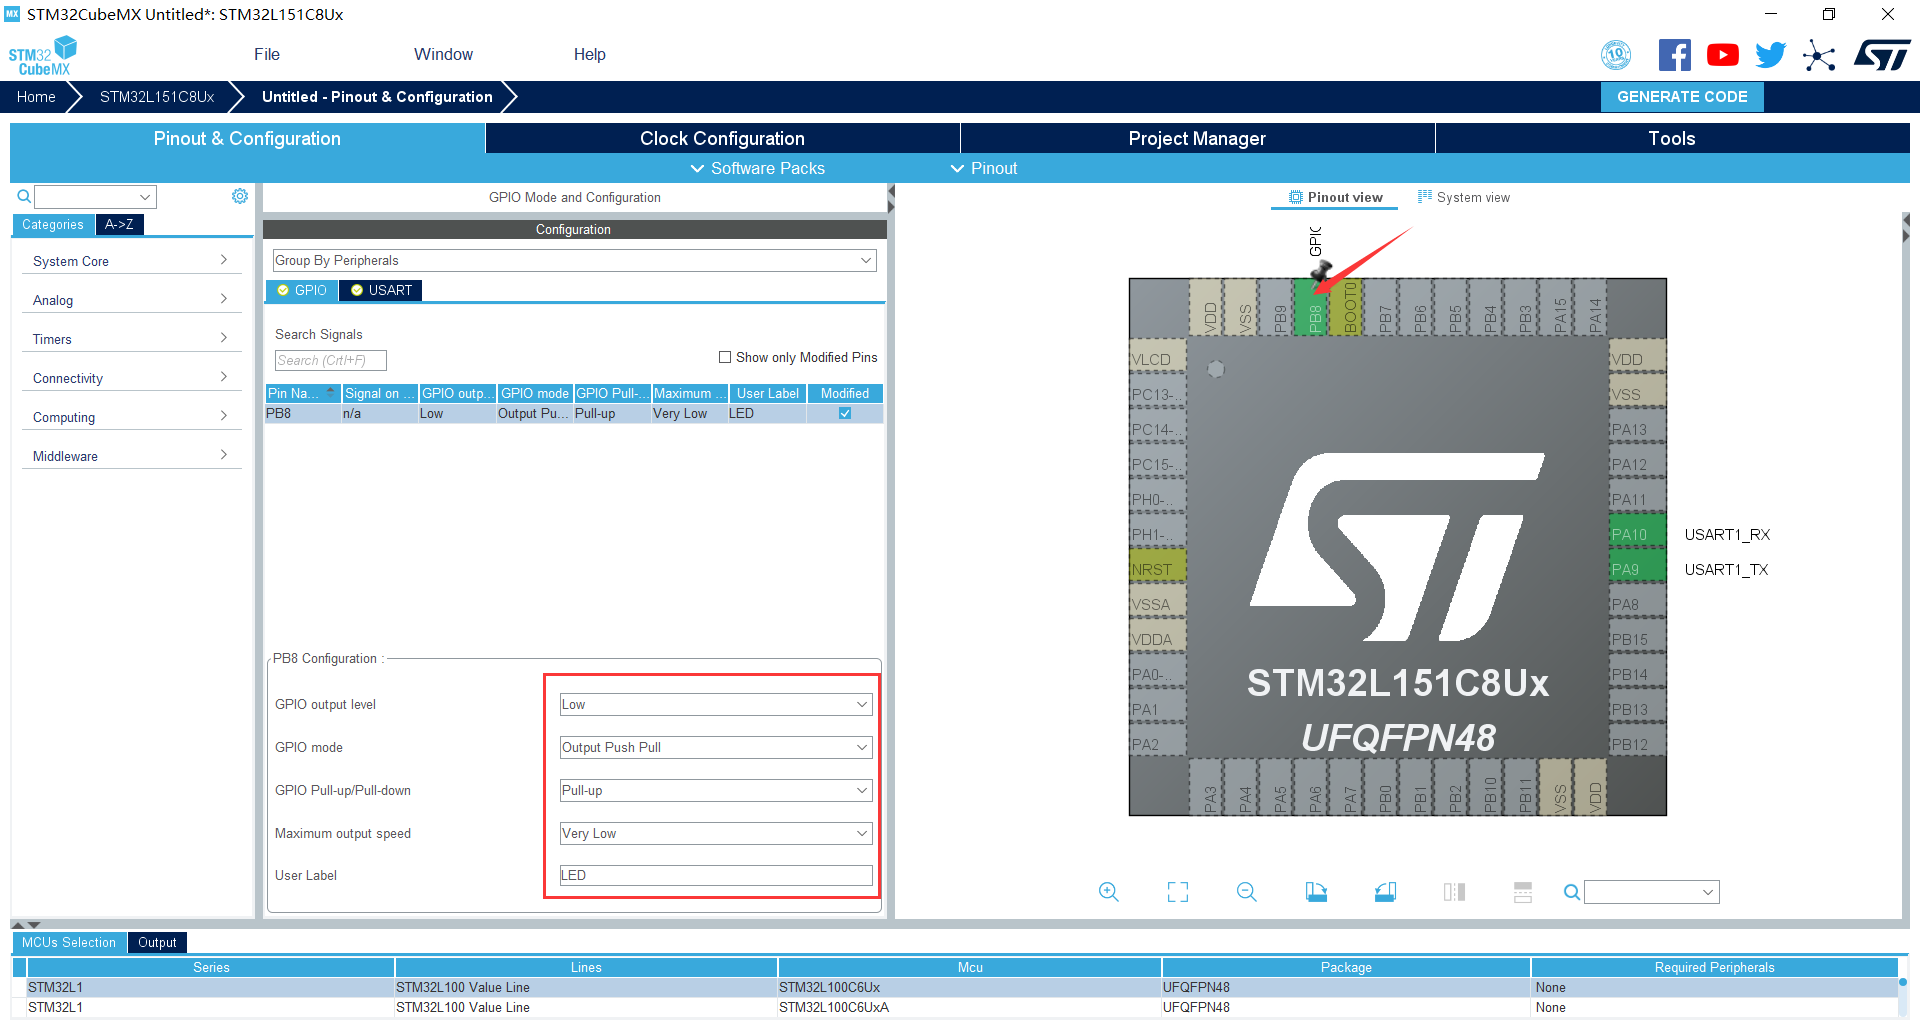 MX STM32CubeMX Untitled*: STM32L151C8Ux
STM32 CubeMX
File Window Help
10
Home STM32L151C8Ux Untitled - Pinout & Configuration GENERATE CODE
Pinout & Configuration Clock Configuration Project Manager Tools
Software Packs Pinout
GPIO Mode and Configuration
Pinout view System view
Categories A->Z
System Core
Analog
Timers
Connectivity
Computing
Middleware
Configuration
Group By Peripherals
GPIO USART
Search Signals
Search (Crtl+F)
Show only Modified Pins
Pin Na... Signal on ... GPIO outp... GPIO mode GPIO Pull-... Maximum ... User Label Modified
PB8 n/a Low Output Pu... Pull-up Very Low LED
PB8 Configuration :
GPIO output level Low
GPIO mode Output Push Pull
GPIO Pull-up/Pull-down Pull-up
Maximum output speed Very Low
User Label LED
GPIO
VDD VSS PB9 PB8 BOOT0 PB7 PB6 PB5 PB4 PB3 PA15 PA14
VLCD
PC13-..
PC14-..
PC15-..
PH0-..
PH1-..
NRST
VSSA
VDDA
PA0-..
PA1
PA2
VDD
VSS
PA13
PA12
PA11
PA10 USART1_RX
PA9 USART1_TX
PA8
PB15
PB14
PB13
PB12
ST
STM32L151C8Ux
UFQFPN48
PA3 PA4 PA5 PA6 PA7 PB0 PB1 PB2 PB10 PB11 VSS VDD
MCUs Selection Output
Series Lines Mcu Package Required Peripherals
STM32L1 STM32L100 Value Line STM32L100C6Ux UFQFPN48 None
STM32L1 STM32L100 Value Line STM32L100C6UxA UFQFPN48 None